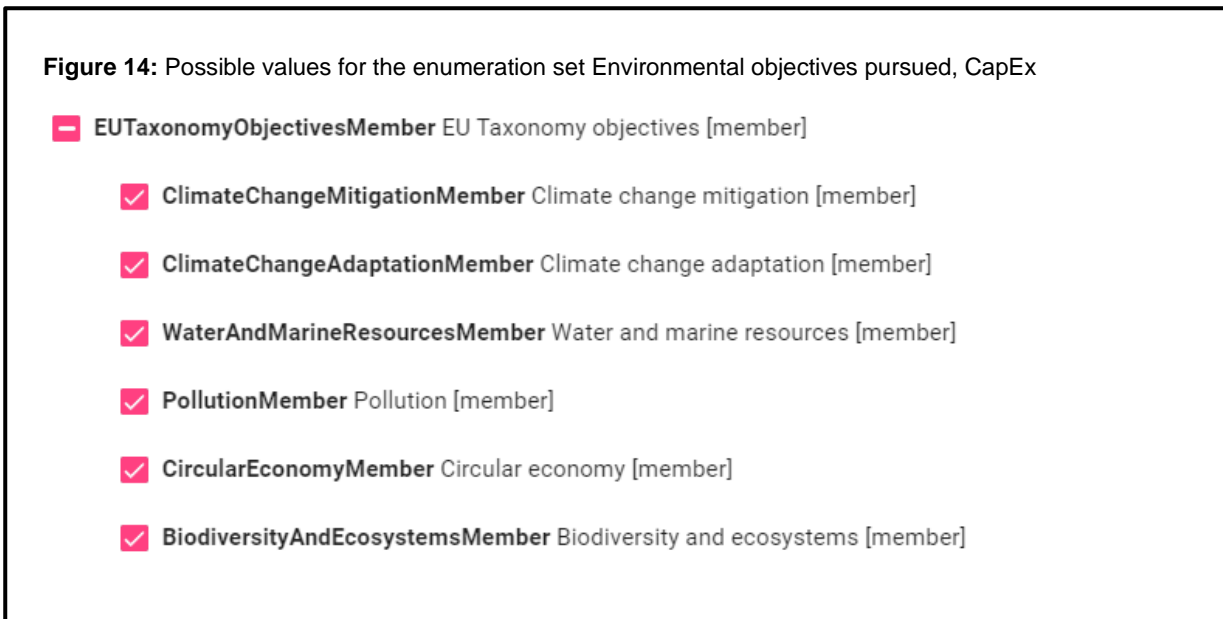 Figure 14: Possible values for the enumeration set Environmental objectives pursued, CapEx
EUTaxonomyObjectivesMember EU Taxonomy objectives [member]
ClimateChangeMitigationMember Climate change mitigation [member]
ClimateChangeAdaptationMember Climate change adaptation [member]
WaterAndMarineResourcesMember Water and marine resources [member]
PollutionMember Pollution [member]
CircularEconomyMember Circular economy [member]
BiodiversityAndEcosystemsMember Biodiversity and ecosystems [member]